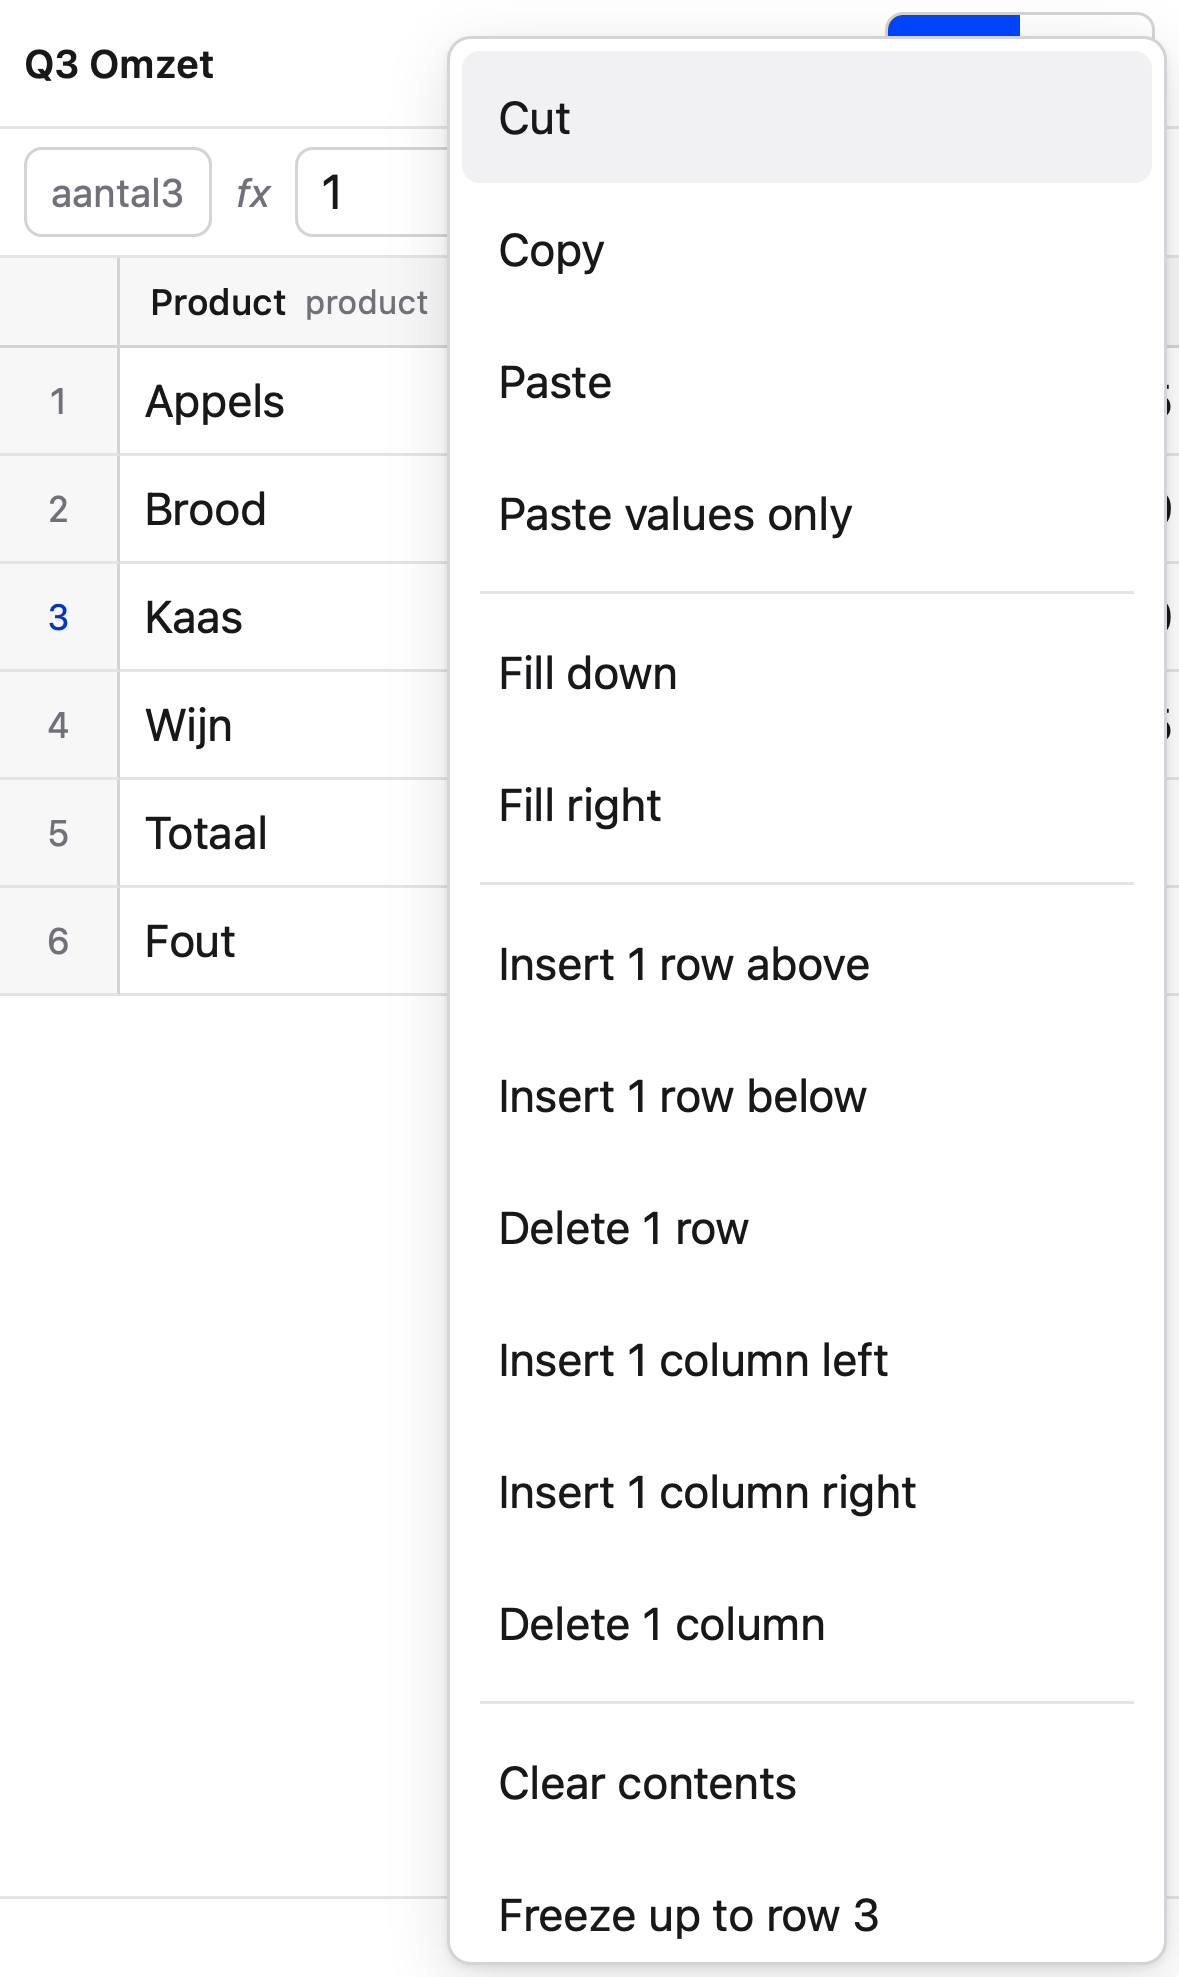 Q3 Omzet
aantal3 fx 1
Product product
1 Appels
2 Brood
3 Kaas
4 Wijn
5 Totaal
6 Fout
Cut
Copy
Paste
Paste values only
Fill down
Fill right
Insert 1 row above
Insert 1 row below
Delete 1 row
Insert 1 column left
Insert 1 column right
Delete 1 column
Clear contents
Freeze up to row 3